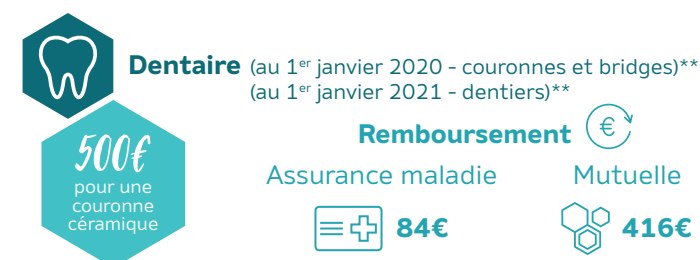 Dentaire (au 1er janvier 2020 - couronnes et bridges)**
(au 1er janvier 2021 - dentiers)**
500€
pour une
couronne
céramique
Remboursement €
Assurance maladie
84€
Mutuelle
416€